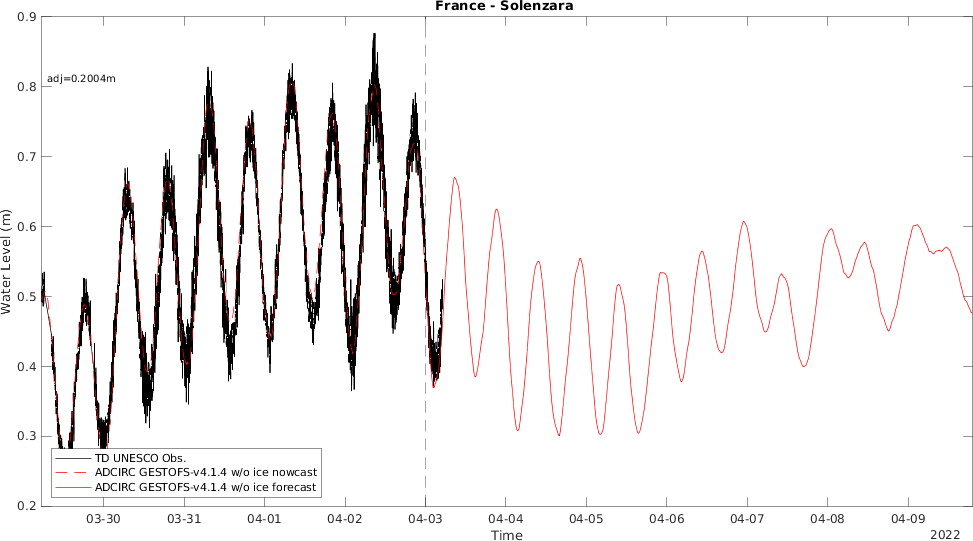 France - Solenzara
0.9
0.8
0.7
0.6
0.5
0.4
0.3
0.2
Water Level (m)
adj=0.2004m
TD UNESCO Obs.
ADCIRC GESTOFS-v4.1.4 w/o ice nowcast
ADCIRC GESTOFS-v4.1.4 w/o ice forecast
03-30 03-31 04-01 04-02 04-03 04-04 04-05 04-06 04-07 04-08 04-09
Time
2022